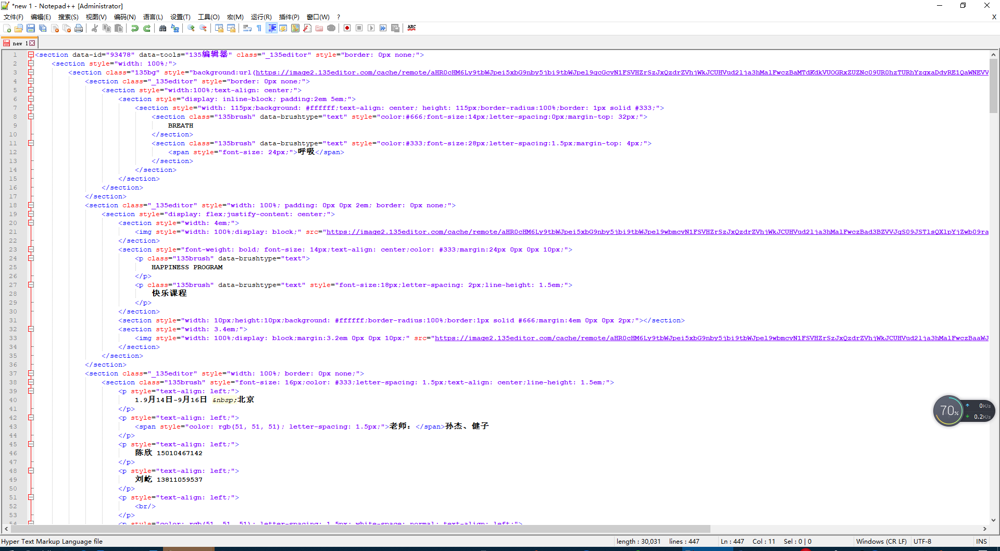 *new 1 - Notepad++ [Administrator]
文件(F) 编辑(E) 搜索(S) 视图(V) 编码(N) 语言(L) 设置(T) 工具(O) 宏(M) 运行(R) 插件(P) 窗口(W) ? X
ABC
new 1
1 <section data-id="93478" data-tools="135编辑器" class="_135editor" style="border: 0px none;">
2 <section style="width: 100%;">
3 <section class="135bg" style="background:url(
4 <section class="_135editor" style="border: 0px none;">
5 <section style="width:100%;text-align: center;">
6 <section style="display: inline-block; padding:2em 5em;">
7 <section style="width: 115px;background: #ffffff;text-align: center; height: 115px;border-radius:100%;border: 1px solid #333;">
8 <section class="135brush" data-brushtype="text" style="color:#666;font-size:14px;letter-spacing:0px;margin-top: 32px;">
9 BREATH
10 </section>
11 <section class="135brush" data-brushtype="text" style="color:#333;font-size:28px;letter-spacing:1.5px;margin-top: 4px;">
12 <span style="font-size: 24px;">呼吸</span>
13 </section>
14 </section>
15 </section>
16 </section>
17 </section>
18 <section class="_135editor" style="width: 100%; padding: 0px 0px 2em; border: 0px none;">
19 <section style="display: flex;justify-content: center;">
20 <section style="width: 4em;">
21 <img style="width: 100%;display: block;" src="
22 </section>
23 <section style="font-weight: bold; font-size: 14px;text-align: center;color: #333;margin:24px 0px 0px 10px;">
24 <p class="135brush" data-brushtype="text">
25 HAPPINESS PROGRAM
26 </p>
27 <p class="135brush" data-brushtype="text" style="font-size:18px;letter-spacing: 2px;line-height: 1.5em;">
28 快乐课程
29 </p>
30 </section>
31 <section style="width: 10px;height:10px;background: #ffffff;border-radius:100%;border:1px solid #666;margin:4em 0px 0px 2px;"></section>
32 <section style="width: 3.4em;">
33 <img style="width: 100%;display: block;margin:3.2em 0px 0px 10px;" src="
34 </section>
35 </section>
36 </section>
37 <section class="_135editor" style="width: 100%; border: 0px none;">
38 <section class="135brush" style="font-size: 16px;color: #333;letter-spacing: 1.5px;text-align: center;line-height: 1.5em;">
39 <p style="text-align: left;">
40 1.9月14日-9月16日 &nbsp;北京
41 </p>
42 <p style="text-align: left;">
43 <span style="color: rgb(51, 51, 51); letter-spacing: 1.5px;">老师：</span>孙杰、健子
44 </p>
45 <p style="text-align: left;">
46 陈欣 15010467142
47 </p>
48 <p style="text-align: left;">
49 刘屹 13811059537
50 </p>
51 <p style="text-align: left;">
52 <br/>
53 </p>
54 <p style="color: rgb(51, 51, 51); letter-spacing: 1.5px; white-space: normal; text-align: left;">
70% 0K/s
0.2K/s
Hyper Text Markup Language file length : 30,031 lines : 447 Ln : 447 Col : 11 Sel : 0 | 0 Windows (CR LF) UTF-8 INS